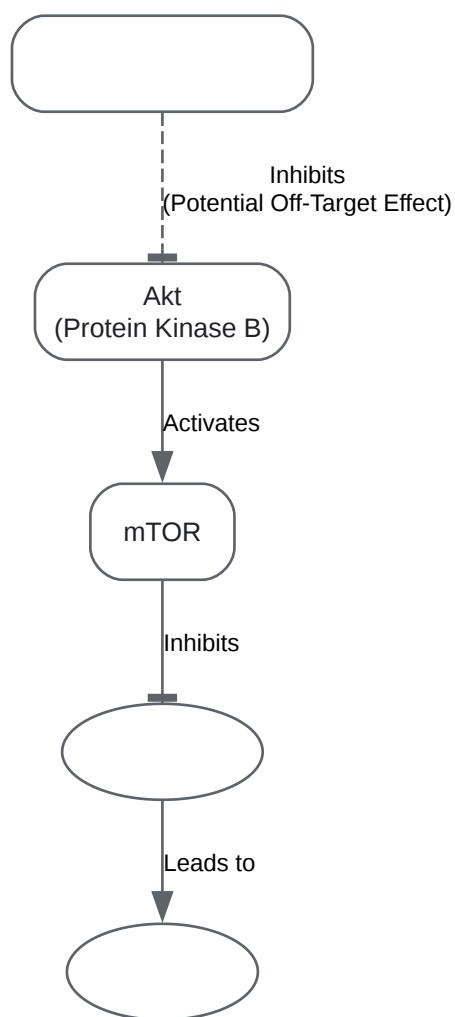 Inhibits
(Potential Off-Target Effect)
Akt
(Protein Kinase B)
Activates
mTOR
Inhibits
Leads to